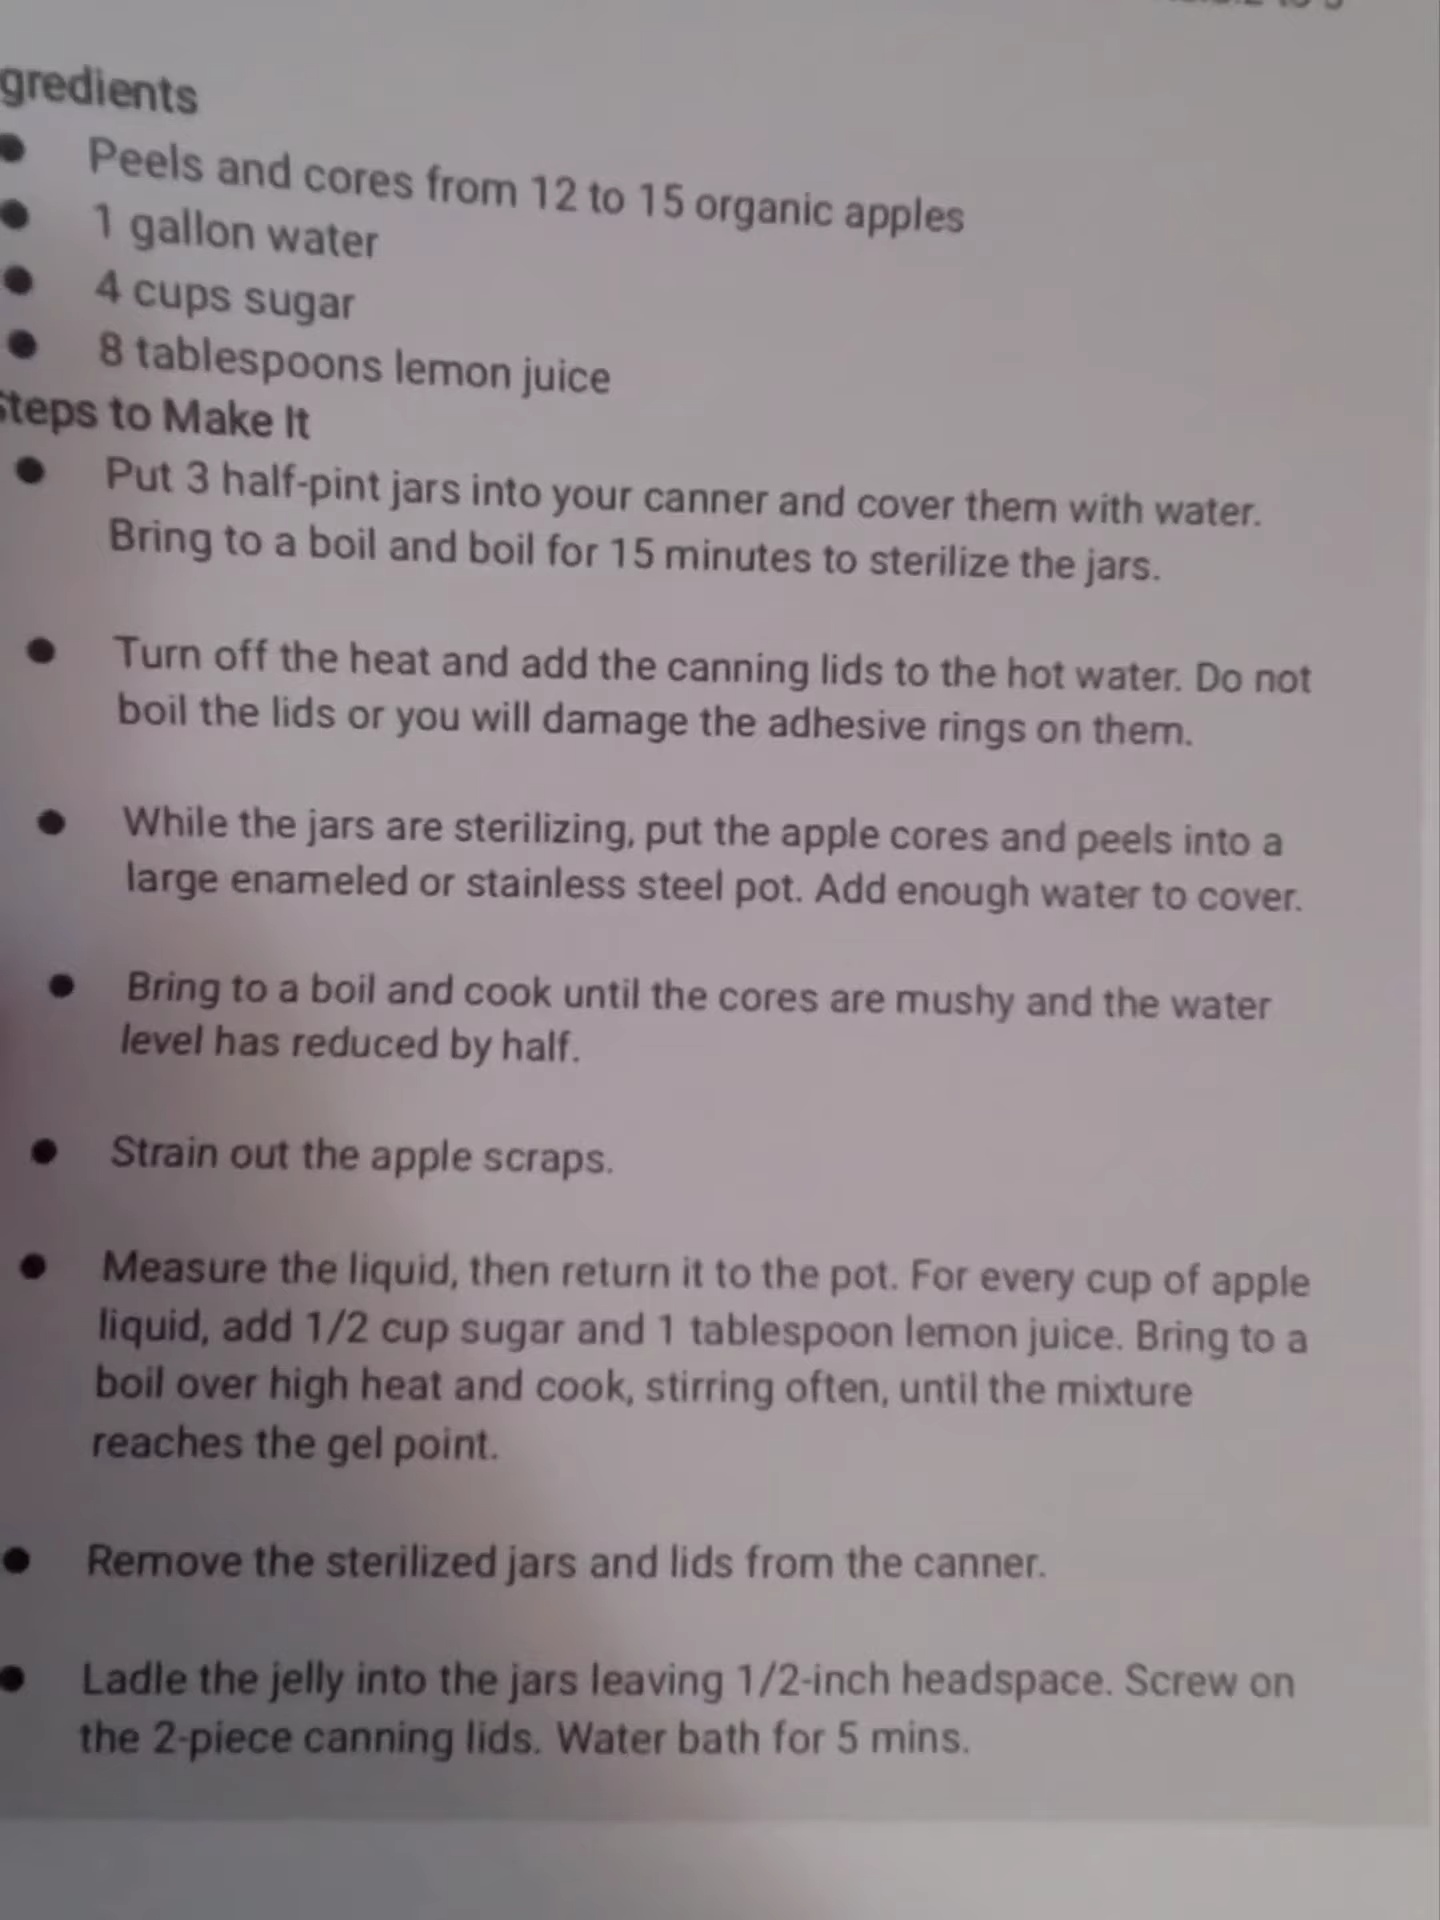 gredients
● Peels and cores from 12 to 15 organic apples
● 1 gallon water
● 4 cups sugar
● 8 tablespoons lemon juice
Steps to Make It
● Put 3 half-pint jars into your canner and cover them with water.
Bring to a boil and boil for 15 minutes to sterilize the jars.
● Turn off the heat and add the canning lids to the hot water. Do not
boil the lids or you will damage the adhesive rings on them.
● While the jars are sterilizing, put the apple cores and peels into a
large enameled or stainless steel pot. Add enough water to cover.
● Bring to a boil and cook until the cores are mushy and the water
level has reduced by half.
● Strain out the apple scraps.
● Measure the liquid, then return it to the pot. For every cup of apple
liquid, add 1/2 cup sugar and 1 tablespoon lemon juice. Bring to a
boil over high heat and cook, stirring often, until the mixture
reaches the gel point.
● Remove the sterilized jars and lids from the canner.
● Ladle the jelly into the jars leaving 1/2-inch headspace. Screw on
the 2-piece canning lids. Water bath for 5 mins.